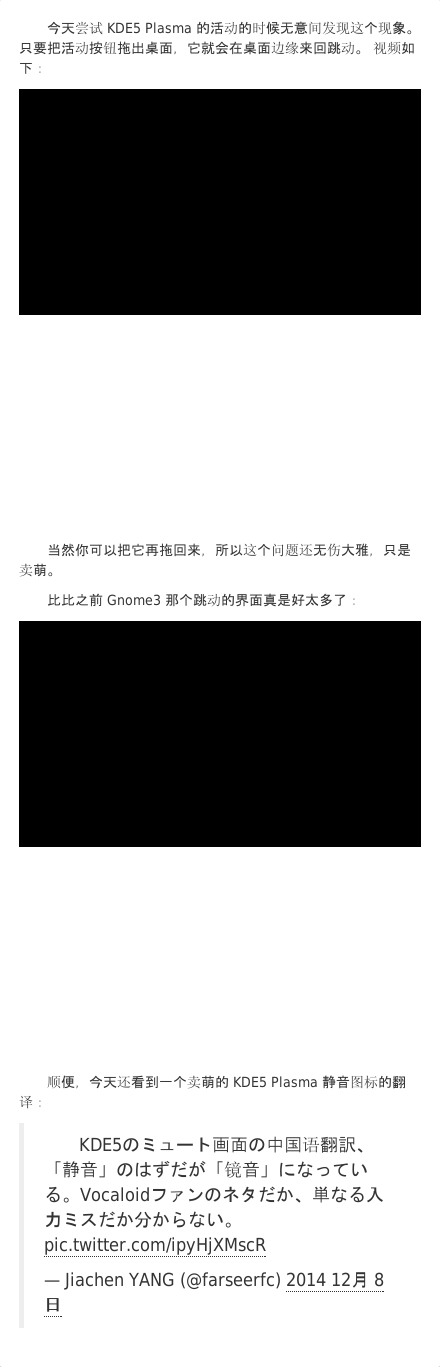 今天尝试 KDE5 Plasma 的活动的时候无意间发现这个现象。
只要把活动按钮拖出桌面，它就会在桌面边缘来回跳动。 视频如
下：
当然你可以把它再拖回来，所以这个问题还无伤大雅，只是
卖萌。
比比之前 Gnome3 那个跳动的界面真是好太多了：
顺便，今天还看到一个卖萌的 KDE5 Plasma 静音图标的翻
译：
KDE5のミュート画面の中国语翻訳、
「静音」のはずだが「镜音」になってい
る。Vocaloidファンのネタだか、単なる入
力ミスだか分からない。
pic.twitter.com/ipyHjXMscR
— Jiachen YANG (@farseerfc) 2014 12月 8
日